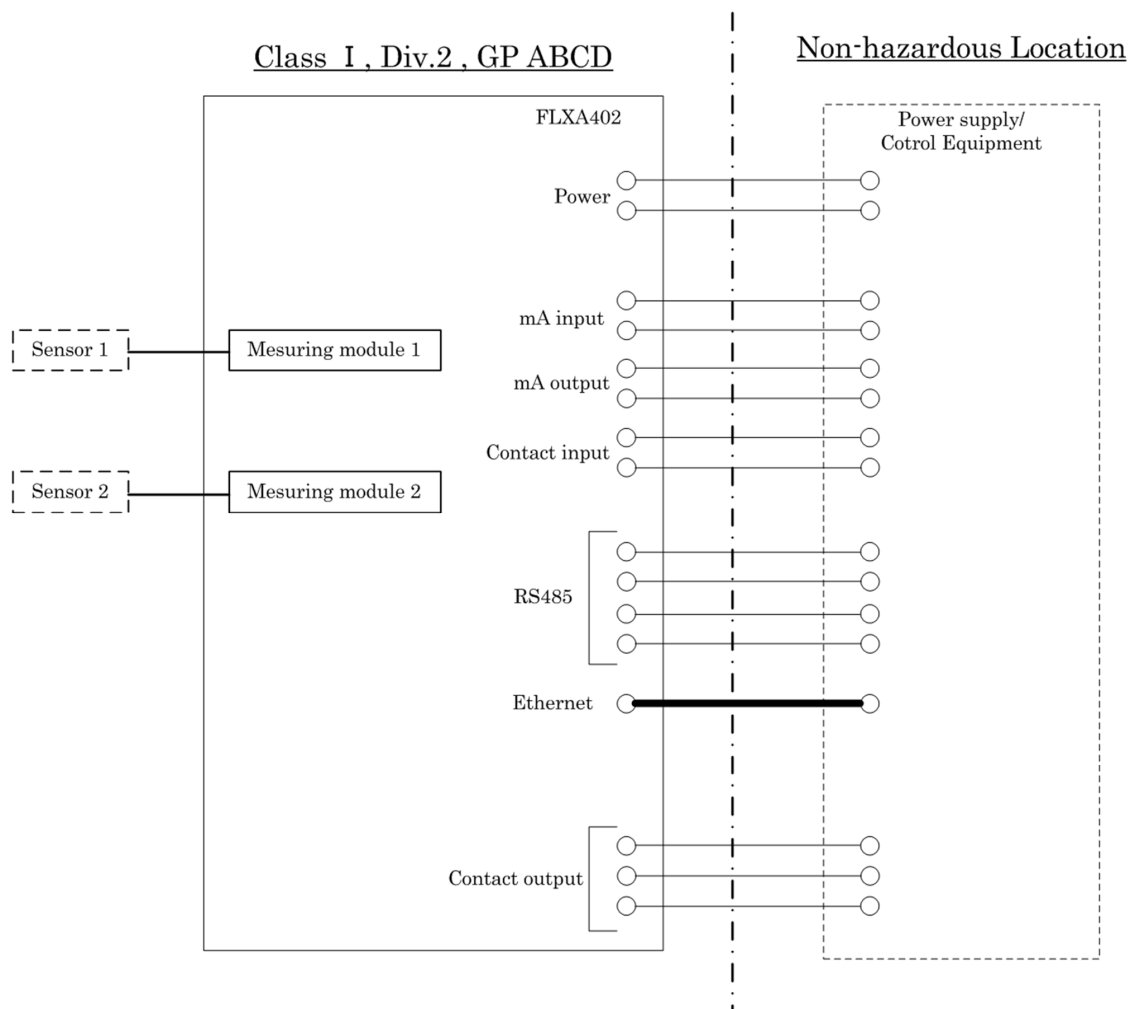 Class Ⅰ, Div.2 , GP ABCD
Non-hazardous Location
FLXA402
Power supply/
Cotrol Equipment
Power
mA input
Sensor 1
Mesuring module 1
mA output
Contact input
Sensor 2
Mesuring module 2
RS485
Ethernet
Contact output